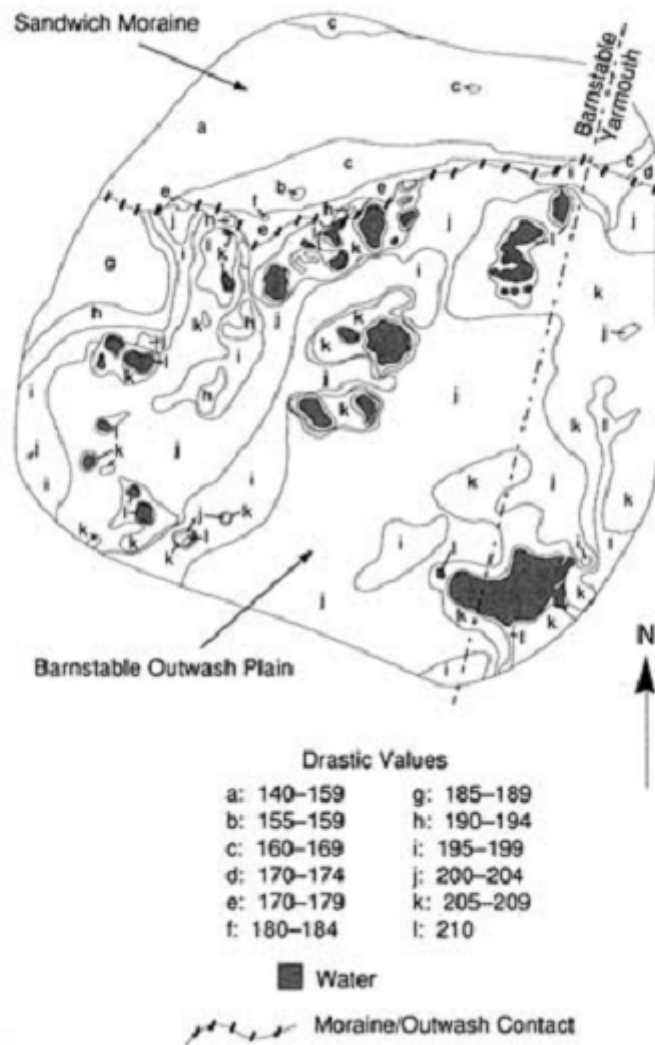 Sandwich Moraine
Barnstable
Yarmouth
c
c
a
c
c
d
e
b
f
e
h
e
j
j
j
g
i
h
k
k
i
k
h
k
h
k
j
i
k
k
l
j
k
j
h
j
k
j
i
k
j
i
k
l
k
j
k
j
i
k
k
j
k
l
k
l
i
l
i
l
j
k
k
k
l
i
Barnstable Outwash Plain
N
Drastic Values
a: 140–159 g: 185–189
b: 155–159 h: 190–194
c: 160–169 i: 195–199
d: 170–174 j: 200–204
e: 170–179 k: 205–209
f: 180–184 l: 210
Water
Moraine/Outwash Contact